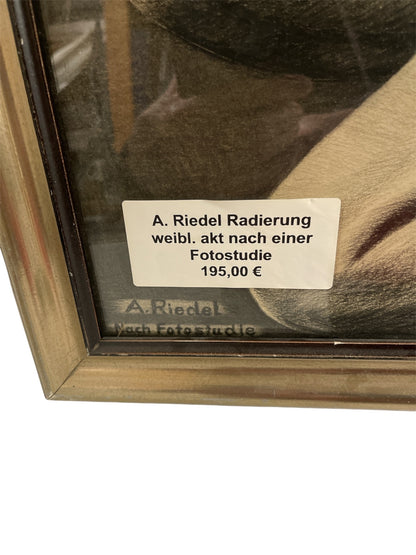 A. Riedel Radierung
weibl. akt nach einer
Fotostudie
195,00 €
A. Riedel
Nach Fotostudie